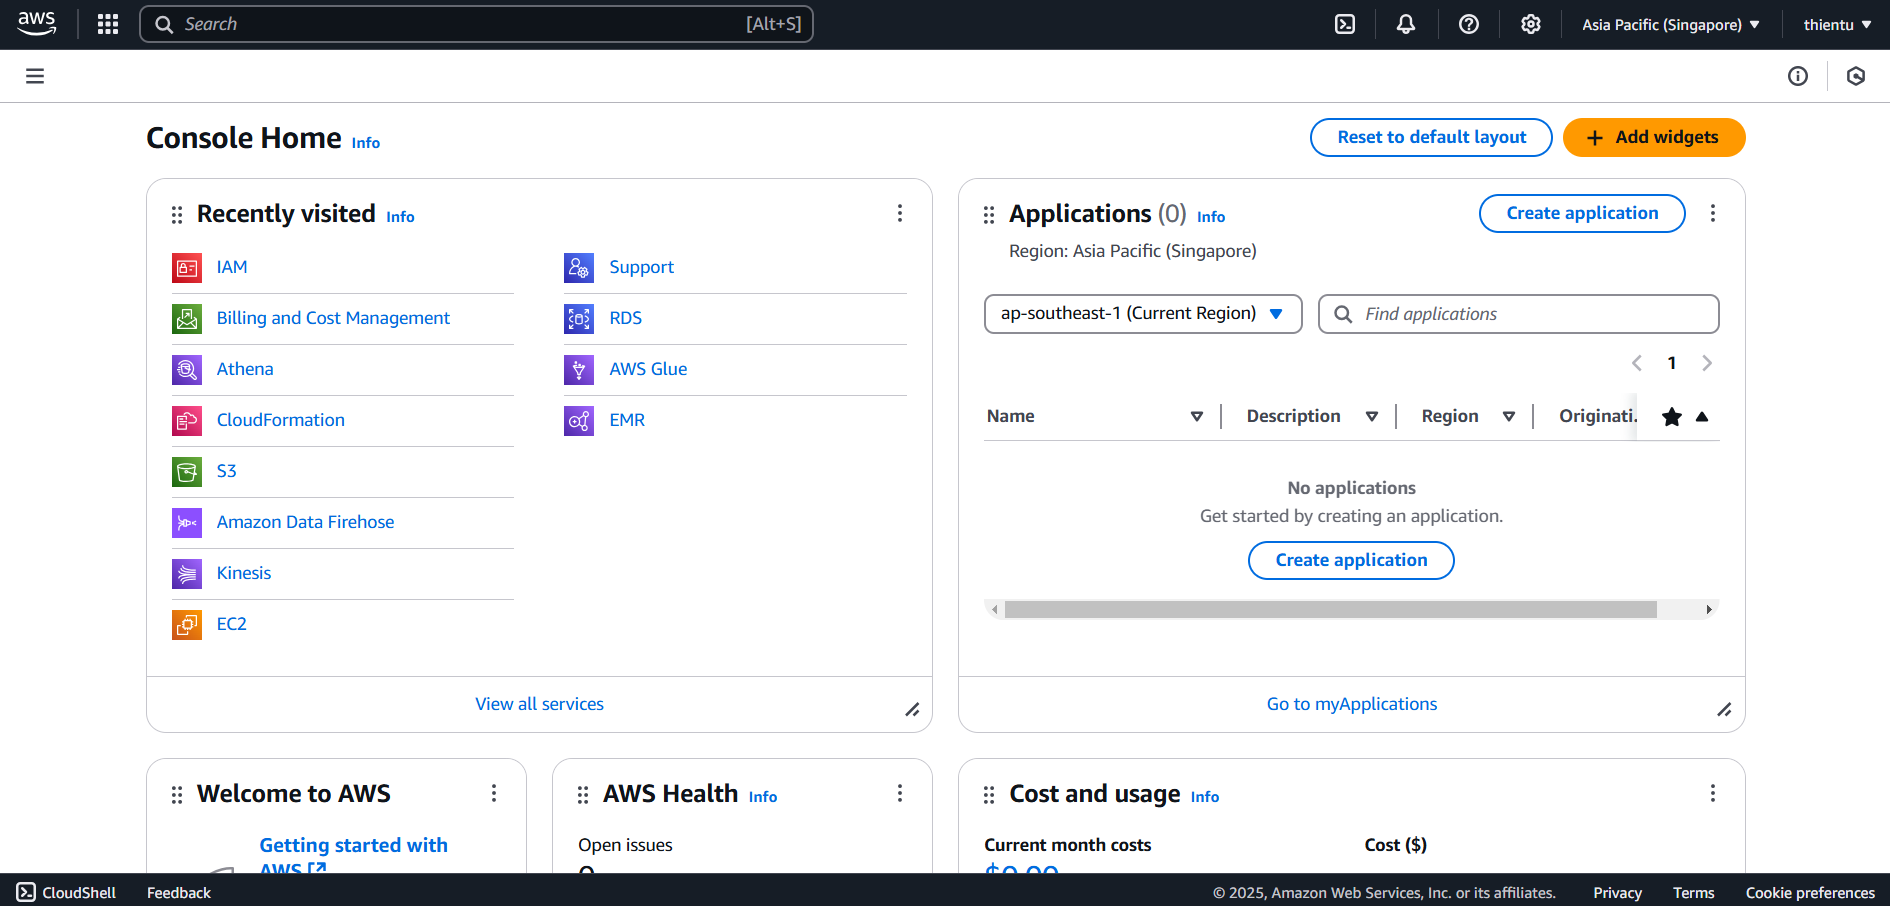 aws
Search [Alt+S]
Asia Pacific (Singapore)
thientu
Console Home Info
Reset to default layout
Add widgets
Recently visited Info
IAM
Billing and Cost Management
Athena
CloudFormation
S3
Amazon Data Firehose
Kinesis
EC2
Support
RDS
AWS Glue
EMR
View all services
Applications (0) Info
Create application
Region: Asia Pacific (Singapore)
ap-southeast-1 (Current Region)
Find applications
1
Name Description Region Originati.
No applications
Get started by creating an application.
Create application
Go to myApplications
Welcome to AWS
Getting started with
AWS
AWS Health Info
Open issues
0
Cost and usage Info
Current month costs
$0.00
Cost ($)
CloudShell
Feedback
© 2025, Amazon Web Services, Inc. or its affiliates.
Privacy
Terms
Cookie preferences